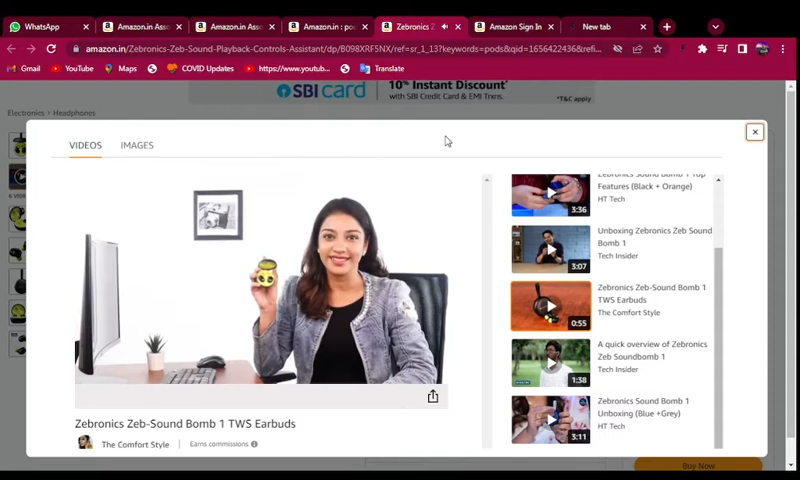 WhatsApp
Amazon.in Asso
Amazon.in Asso
Amazon.in : po
Zebronics Z
Amazon Sign In
New tab
amazon.in/Zebronics-Zeb-Sound-Playback-Controls-Assistant/dp/B098XRF5NX/ref=sr_1_13?keywords=pods&qid=1656422436&refi...
Gmail
YouTube
Maps
COVID Updates
https://www.youtub...
Translate
SBI card
10% Instant Discount*
with SBI Credit Card & EMI Trxns.
*T&C apply
Electronics › Headphones
VIDEOS
IMAGES
6 VID
Zebronics Sound Bomb 1 Top
Features (Black + Orange)
HT Tech
3:36
Unboxing Zebronics Zeb Sound
Bomb 1
Tech Insider
3:07
Zebronics Zeb-Sound Bomb 1
TWS Earbuds
The Comfort Style
0:55
A quick overview of Zebronics
Zeb Soundbomb 1
Tech Insider
1:38
Zebronics Sound Bomb 1
Unboxing (Blue +Grey)
HT Tech
3:11
Zebronics Zeb-Sound Bomb 1 TWS Earbuds
The Comfort Style
Earns commissions
Buy Now